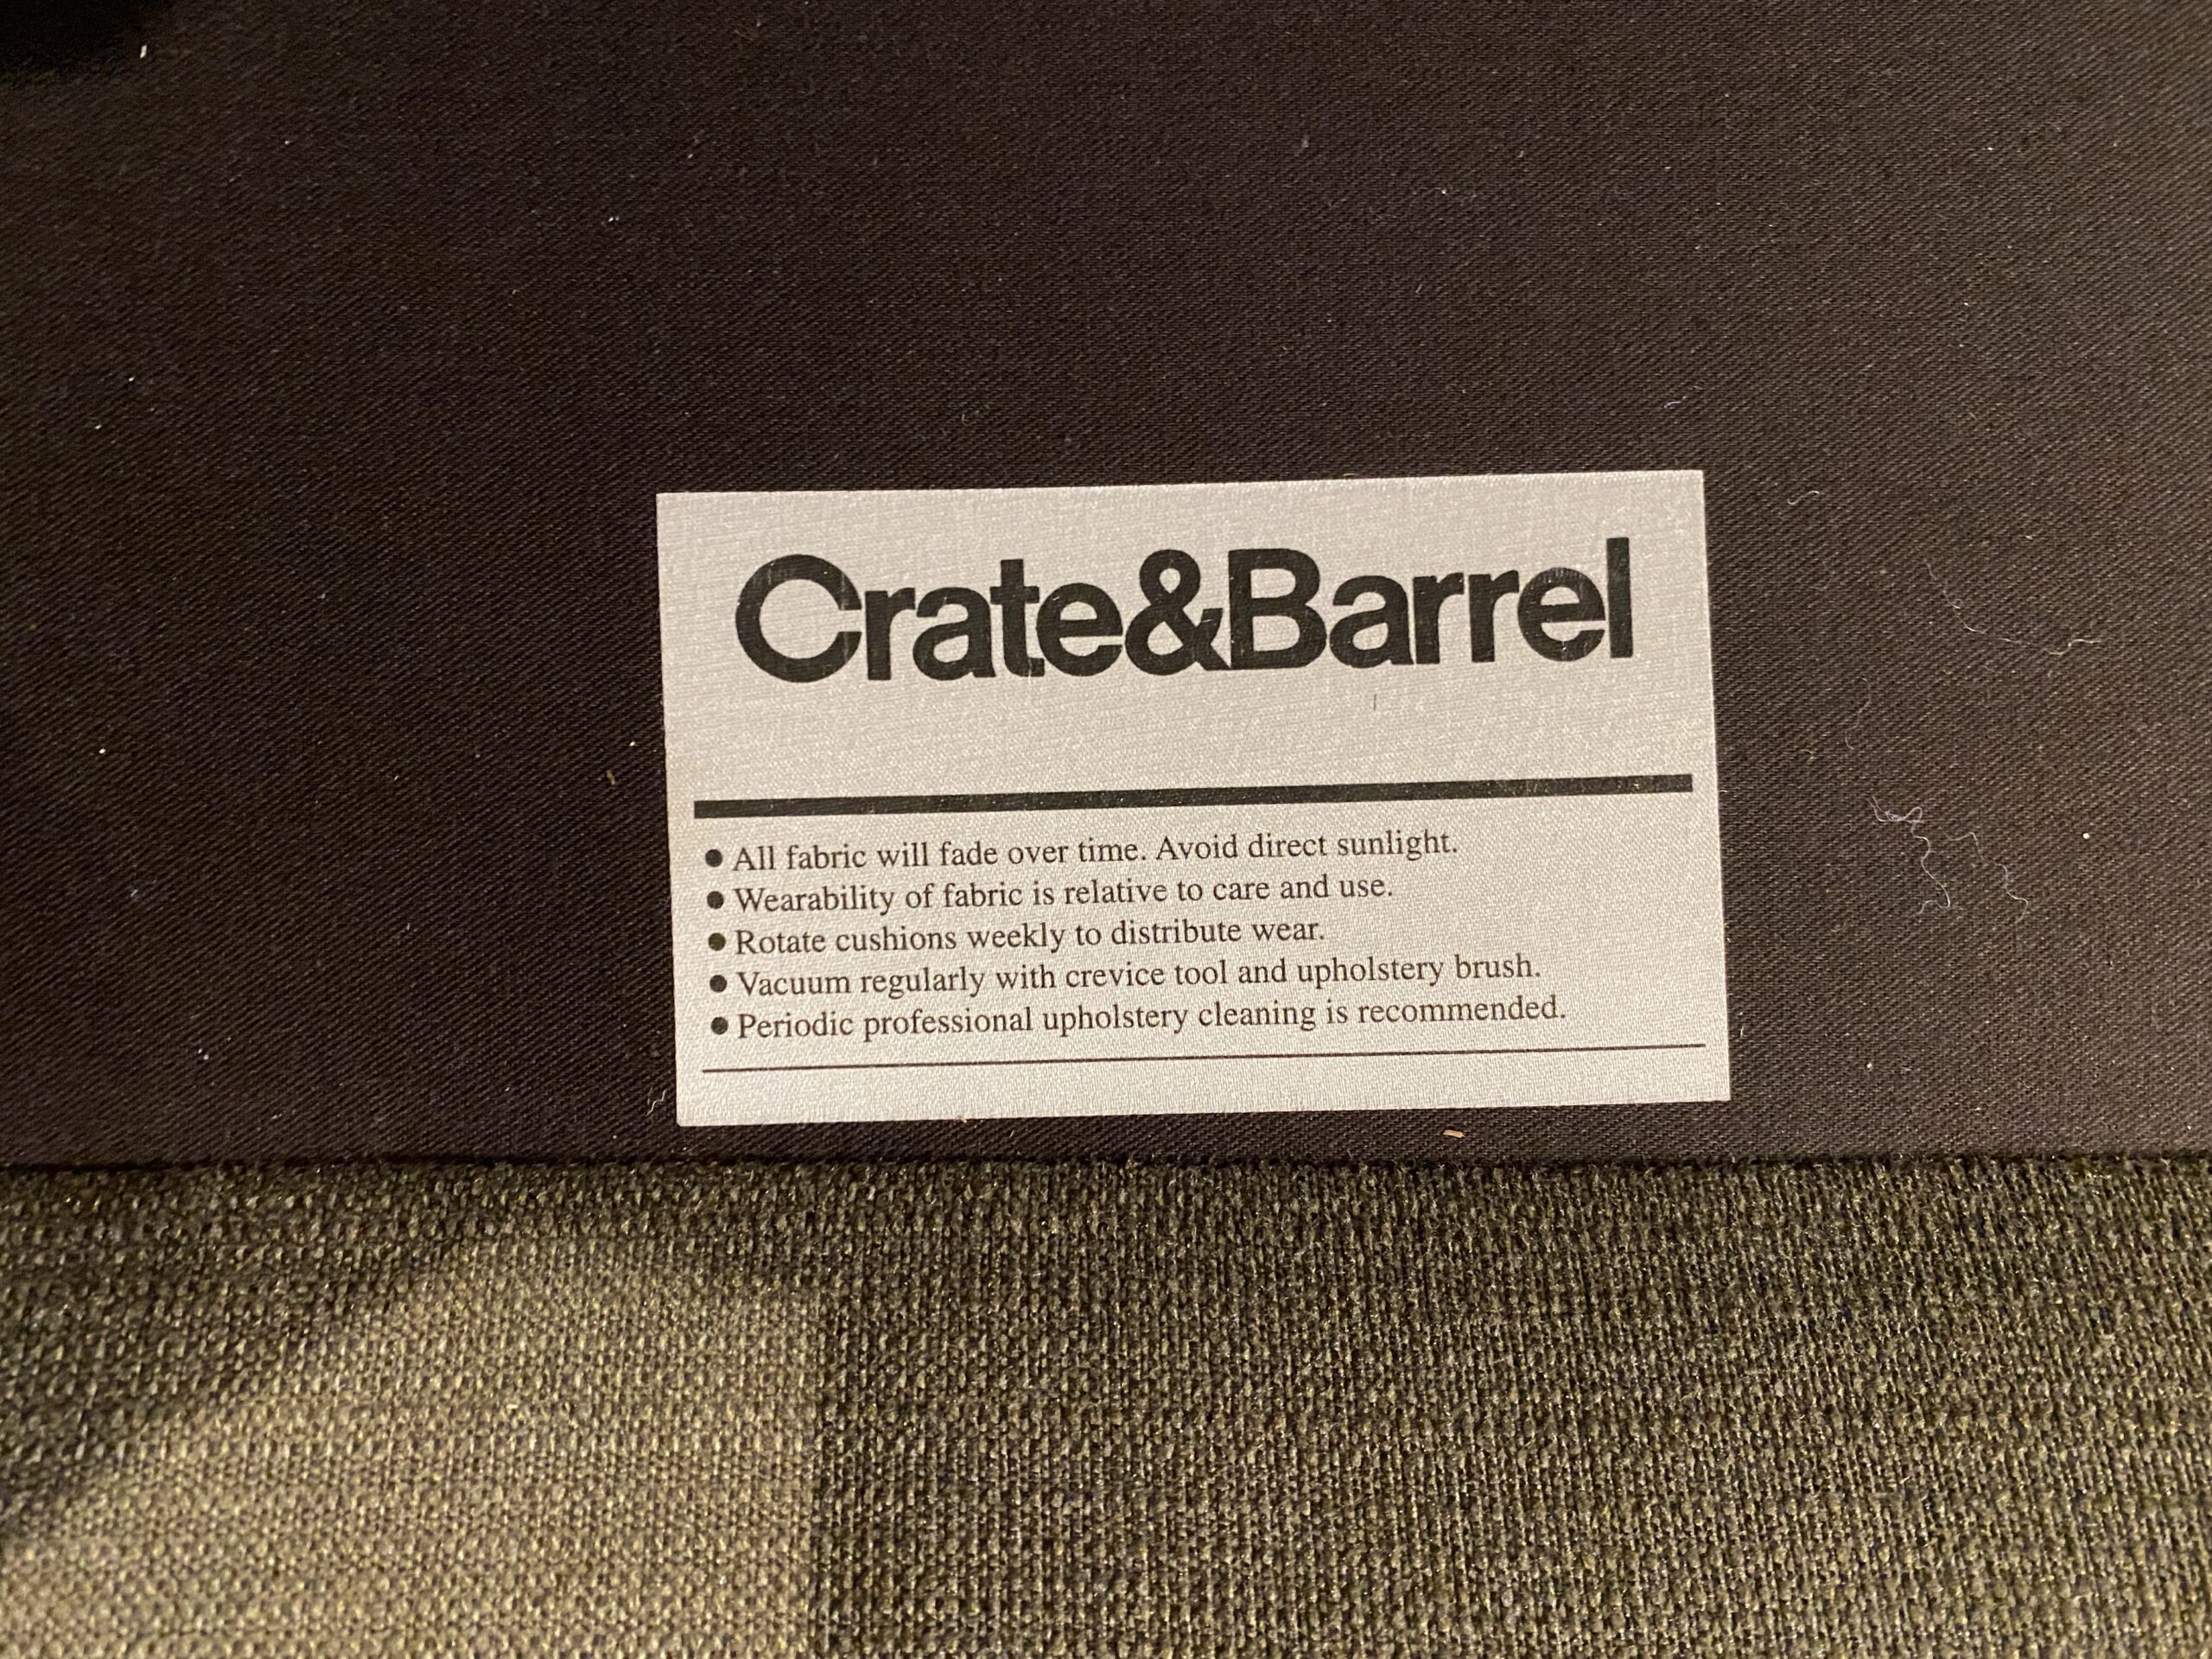 Crate&Barrel
● All fabric will fade over time. Avoid direct sunlight.
● Wearability of fabric is relative to care and use.
● Rotate cushions weekly to distribute wear.
● Vacuum regularly with crevice tool and upholstery brush.
● Periodic professional upholstery cleaning is recommended.